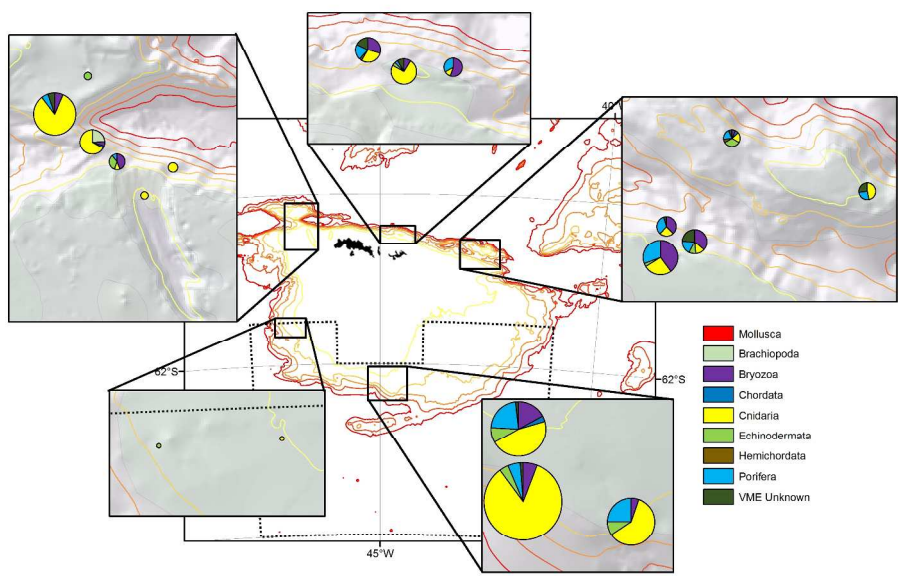 40°
62°S
62°S
45°W
Mollusca
Brachiopoda
Bryozoa
Chordata
Cnidaria
Echinodermata
Hemichordata
Porifera
VME Unknown